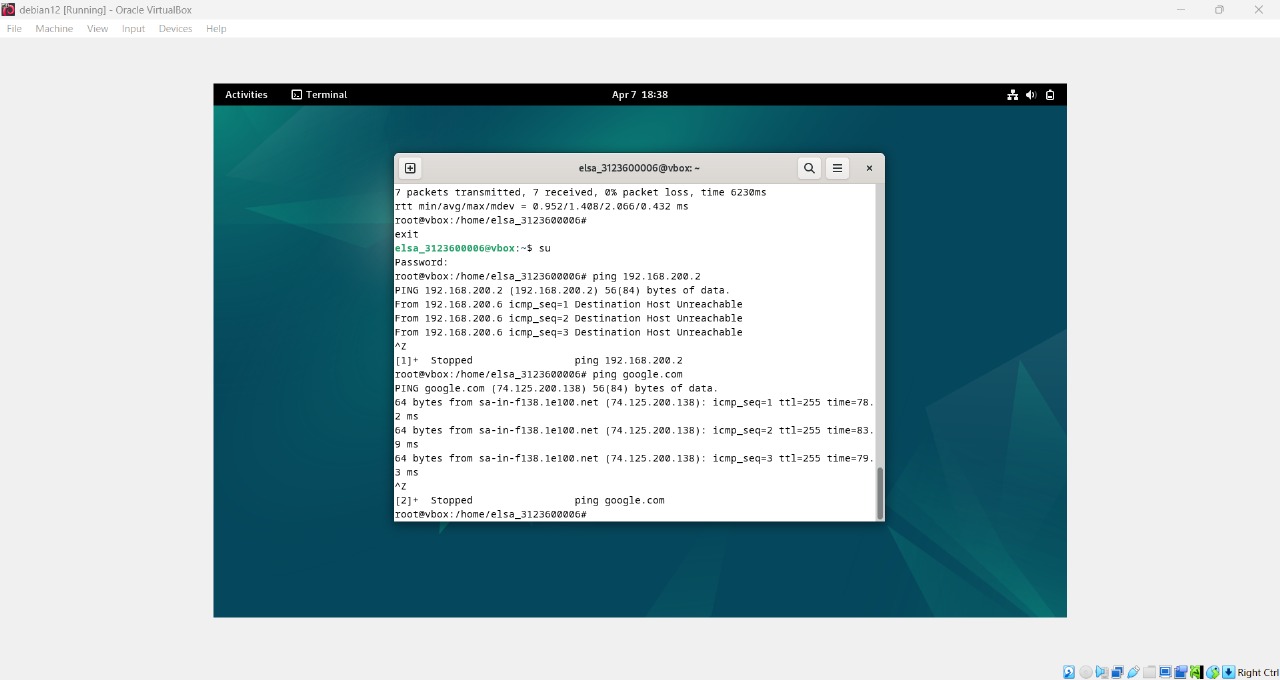 debian12 [Running] - Oracle VirtualBox
File Machine View Input Devices Help
Activities Terminal Apr 7 18:38
elsa_3123600006@vbox: ~
7 packets transmitted, 7 received, 0% packet loss, time 6230ms
rtt min/avg/max/mdev = 0.952/1.408/2.066/0.432 ms
root@vbox:/home/elsa_3123600006#
exit
elsa_3123600006@vbox:~$ su
Password:
root@vbox:/home/elsa_3123600006# ping 192.168.200.2
PING 192.168.200.2 (192.168.200.2) 56(84) bytes of data.
From 192.168.200.6 icmp_seq=1 Destination Host Unreachable
From 192.168.200.6 icmp_seq=2 Destination Host Unreachable
From 192.168.200.6 icmp_seq=3 Destination Host Unreachable
^Z
[1]+  Stopped                 ping 192.168.200.2
root@vbox:/home/elsa_3123600006# ping google.com
PING google.com (74.125.200.138) 56(84) bytes of data.
64 bytes from sa-in-f138.1e100.net (74.125.200.138): icmp_seq=1 ttl=255 time=78.
2 ms
64 bytes from sa-in-f138.1e100.net (74.125.200.138): icmp_seq=2 ttl=255 time=83.
9 ms
64 bytes from sa-in-f138.1e100.net (74.125.200.138): icmp_seq=3 ttl=255 time=79.
3 ms
^Z
[2]+  Stopped                 ping google.com
root@vbox:/home/elsa_3123600006#
Right Ctrl